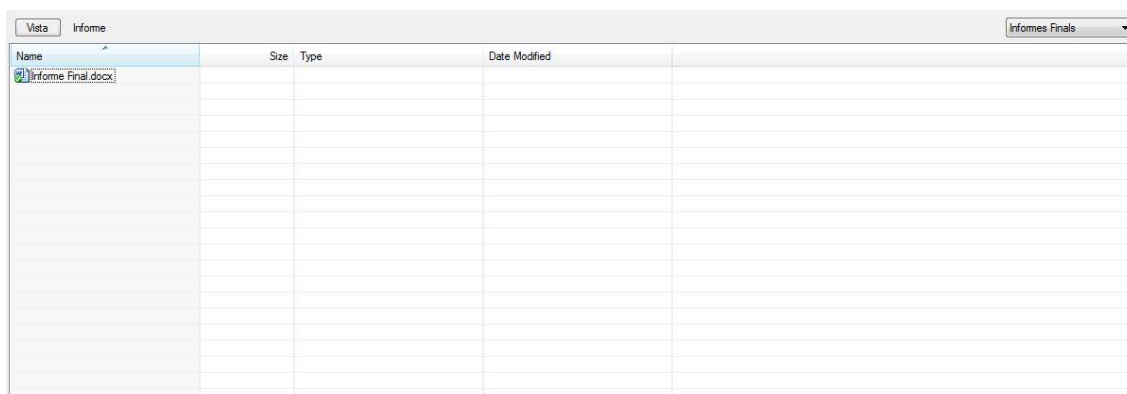 Vista Informe Informes Finals
Name Size Type Date Modified
Informe Final.docx